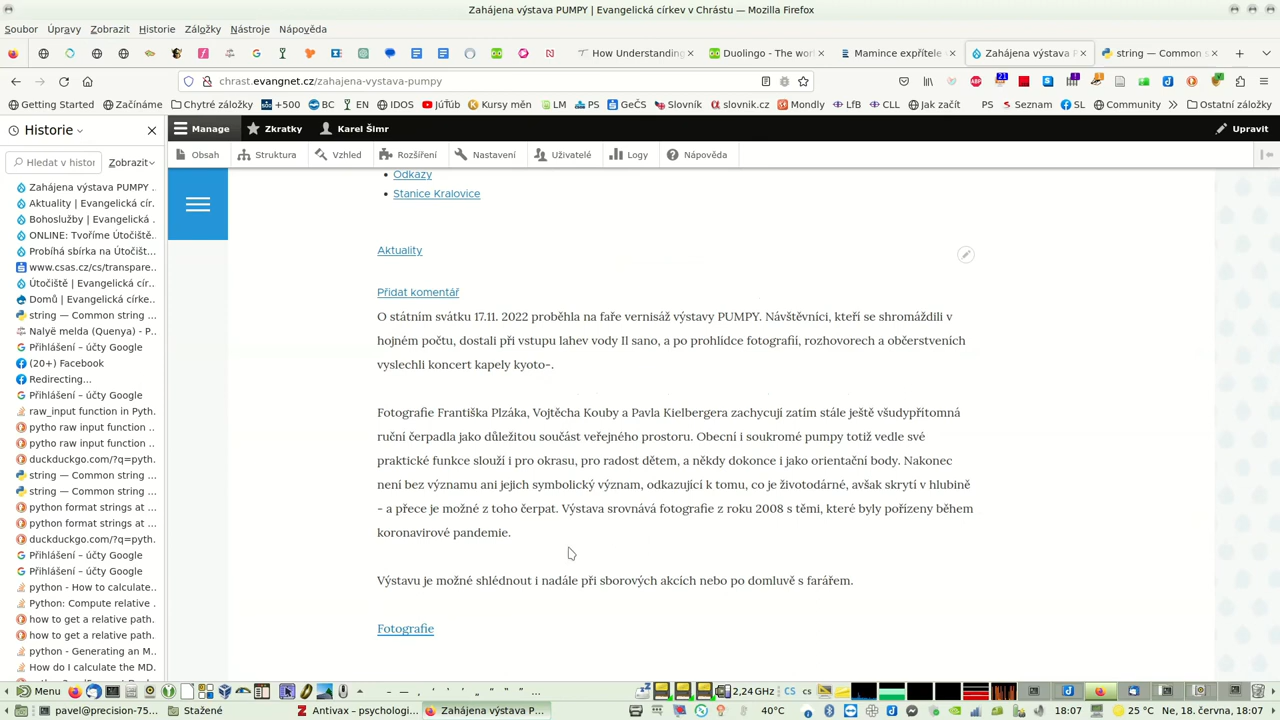 Zahájena výstava PUMPY | Evangelická církev v Chrástu — Mozilla Firefox
Soubor Úpravy Zobrazit Historie Záložky Nástroje Nápověda
How Understanding
Duolingo - The wor
Mamince expřítele
Zahájena výstava P
string — Common s
chrast.evangnet.cz/zahajena-vystava-pumpy
Getting Started Začínáme Chytré záložky +500 BC EN IDOS JúTůb Kursy měn LM PS GeČS Slovník slovnik.cz Mondly LfB CLL Jak začít PS Seznam SL Community Ostatní záložky
Historie
Manage Zkratky Karel Šimr Upravit
Hledat v histor Zobrazit
Obsah Struktura Vzhled Rozšíření Nastavení Uživatelé Logy Nápověda
Zahájena výstava PUMPY ...
Aktuality | Evangelická cír...
Bohoslužby | Evangelická ...
ONLINE: Tvoříme Útočiště...
Probíhá sbírka na Útočišt...
www.csas.cz/cs/transpare...
Útočiště | Evangelická cír...
Domů | Evangelická círke...
string — Common string ...
Nalyë melda (Quenya) - P...
Přihlášení – účty Google
(20+) Facebook
Redirecting...
Přihlášení – účty Google
raw_input function in Pyth...
pytho raw input function ...
python raw input function ...
duckduckgo.com/?q=pyth...
string — Common string ...
string — Common string ...
python format strings at ...
python format strings at ...
duckduckgo.com/?q=pyth...
Přihlášení – účty Google
Přihlášení – účty Google
python - How to calculate...
Python: Compute relative ...
how to get a relative path...
how to get a relative path...
python - Generating an M...
How do I calculate the MD...
Odkazy
Stanice Kralovice
Aktuality
Přidat komentář
O státním svátku 17.11. 2022 proběhla na faře vernisáž výstavy PUMPY. Návštěvníci, kteří se shromáždili v
hojném počtu, dostali při vstupu lahev vody Il sano, a po prohlídce fotografií, rozhovorech a občerstveních
vyslechli koncert kapely kyoto-.
Fotografie Františka Plzáka, Vojtěcha Kouby a Pavla Kielbergera zachycují zatím stále ještě všudypřítomná
ruční čerpadla jako důležitou součást veřejného prostoru. Obecní i soukromé pumpy totiž vedle své
praktické funkce slouží i pro okrasu, pro radost dětem, a někdy dokonce i jako orientační body. Nakonec
není bez významu ani jejich symbolický význam, odkazující k tomu, co je životodárné, avšak skrytí v hlubině
- a přece je možné z toho čerpat. Výstava srovnává fotografie z roku 2008 s těmi, které byly pořízeny během
koronavirové pandemie.
Výstavu je možné shlédnout i nadále při sborových akcích nebo po domluvě s farářem.
Fotografie
Menu 2,24 GHz CS cs
pavel@precision-75... Stažené Antivax – psychologi... Zahájena výstava P... 40°C 18:07 25 °C Ne, 18. června, 18:07